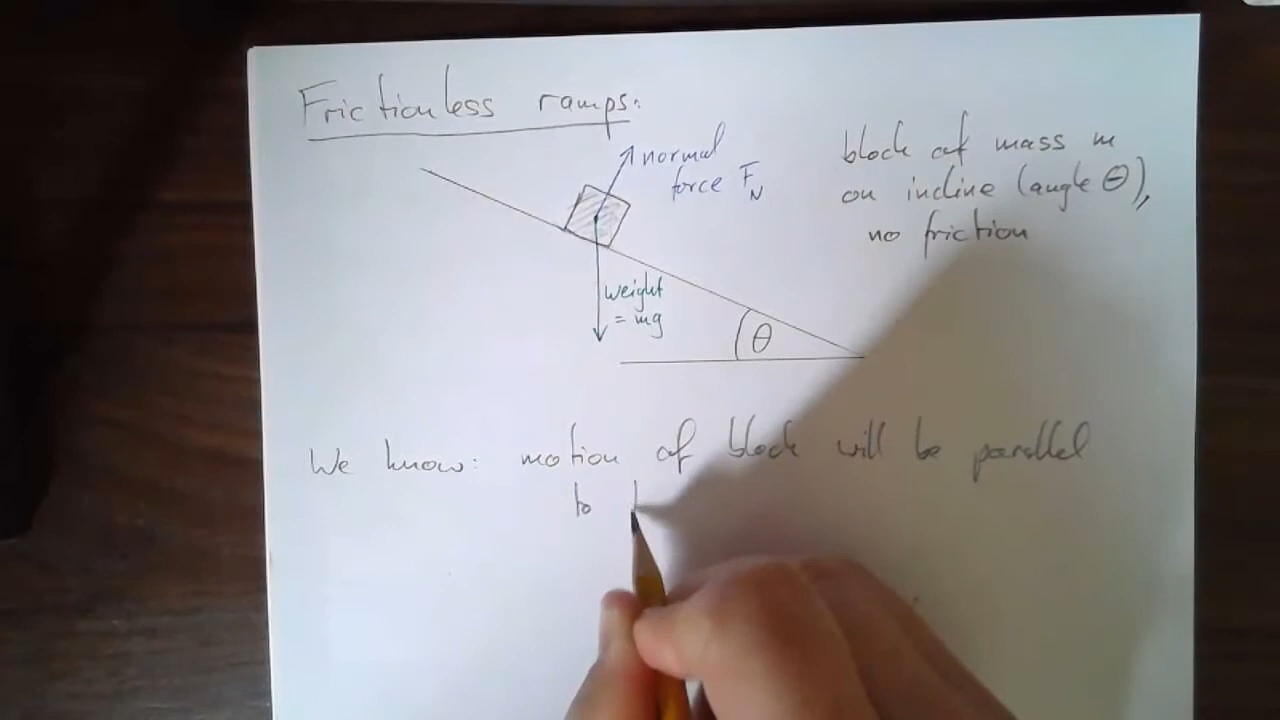 Frictionless ramps:
normal
force F_N
block of mass m
on incline (angle θ),
no friction
weight
= mg
θ
We know: motion of block will be parallel
to